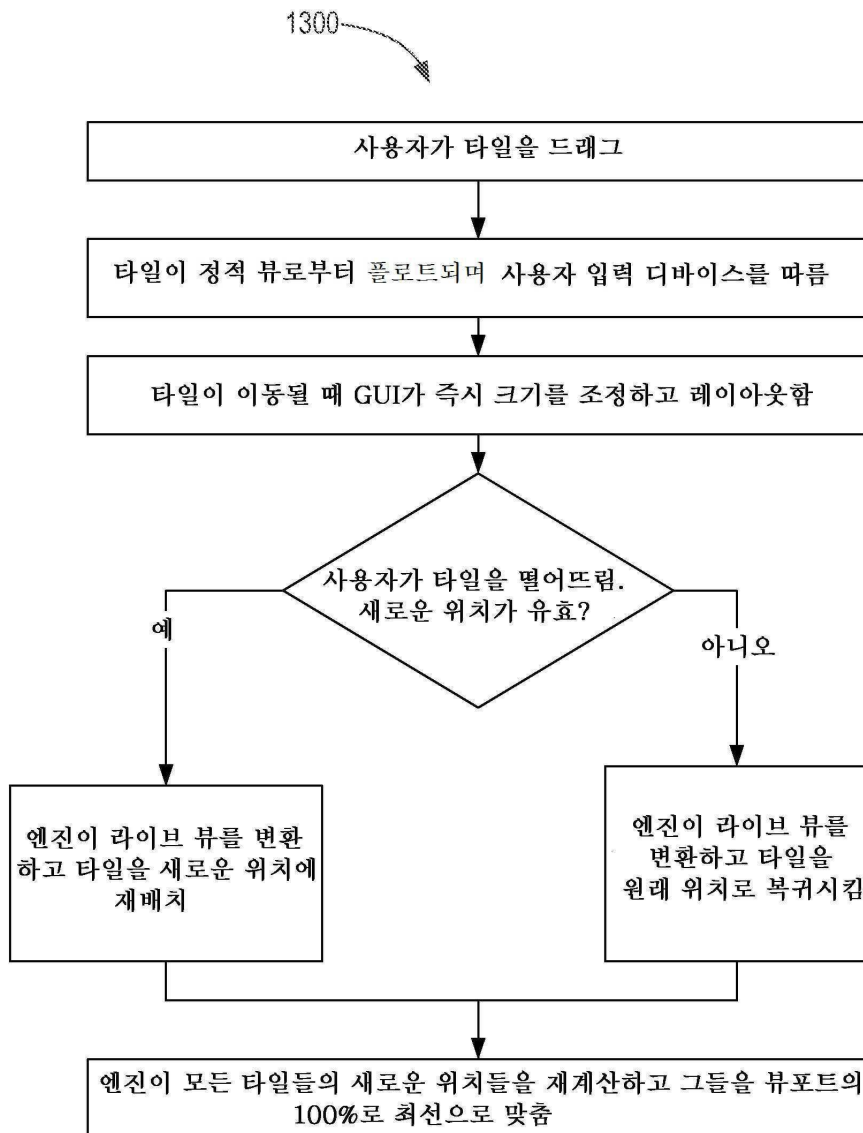 1300
사용자가 타일을 드래그
타일이 정적 뷰로부터 플로트되며 사용자 입력 디바이스를 따름
타일이 이동될 때 GUI가 즉시 크기를 조정하고 레이아웃함
사용자가 타일을 떨어뜨림.
새로운 위치가 유효?
예
아니오
엔진이 라이브 뷰를 변환
하고 타일을 새로운 위치에
재배치
엔진이 라이브 뷰를
변환하고 타일을
원래 위치로 복귀시킴
엔진이 모든 타일들의 새로운 위치들을 재계산하고 그들을 뷰포트의
100%로 최선으로 맞춤